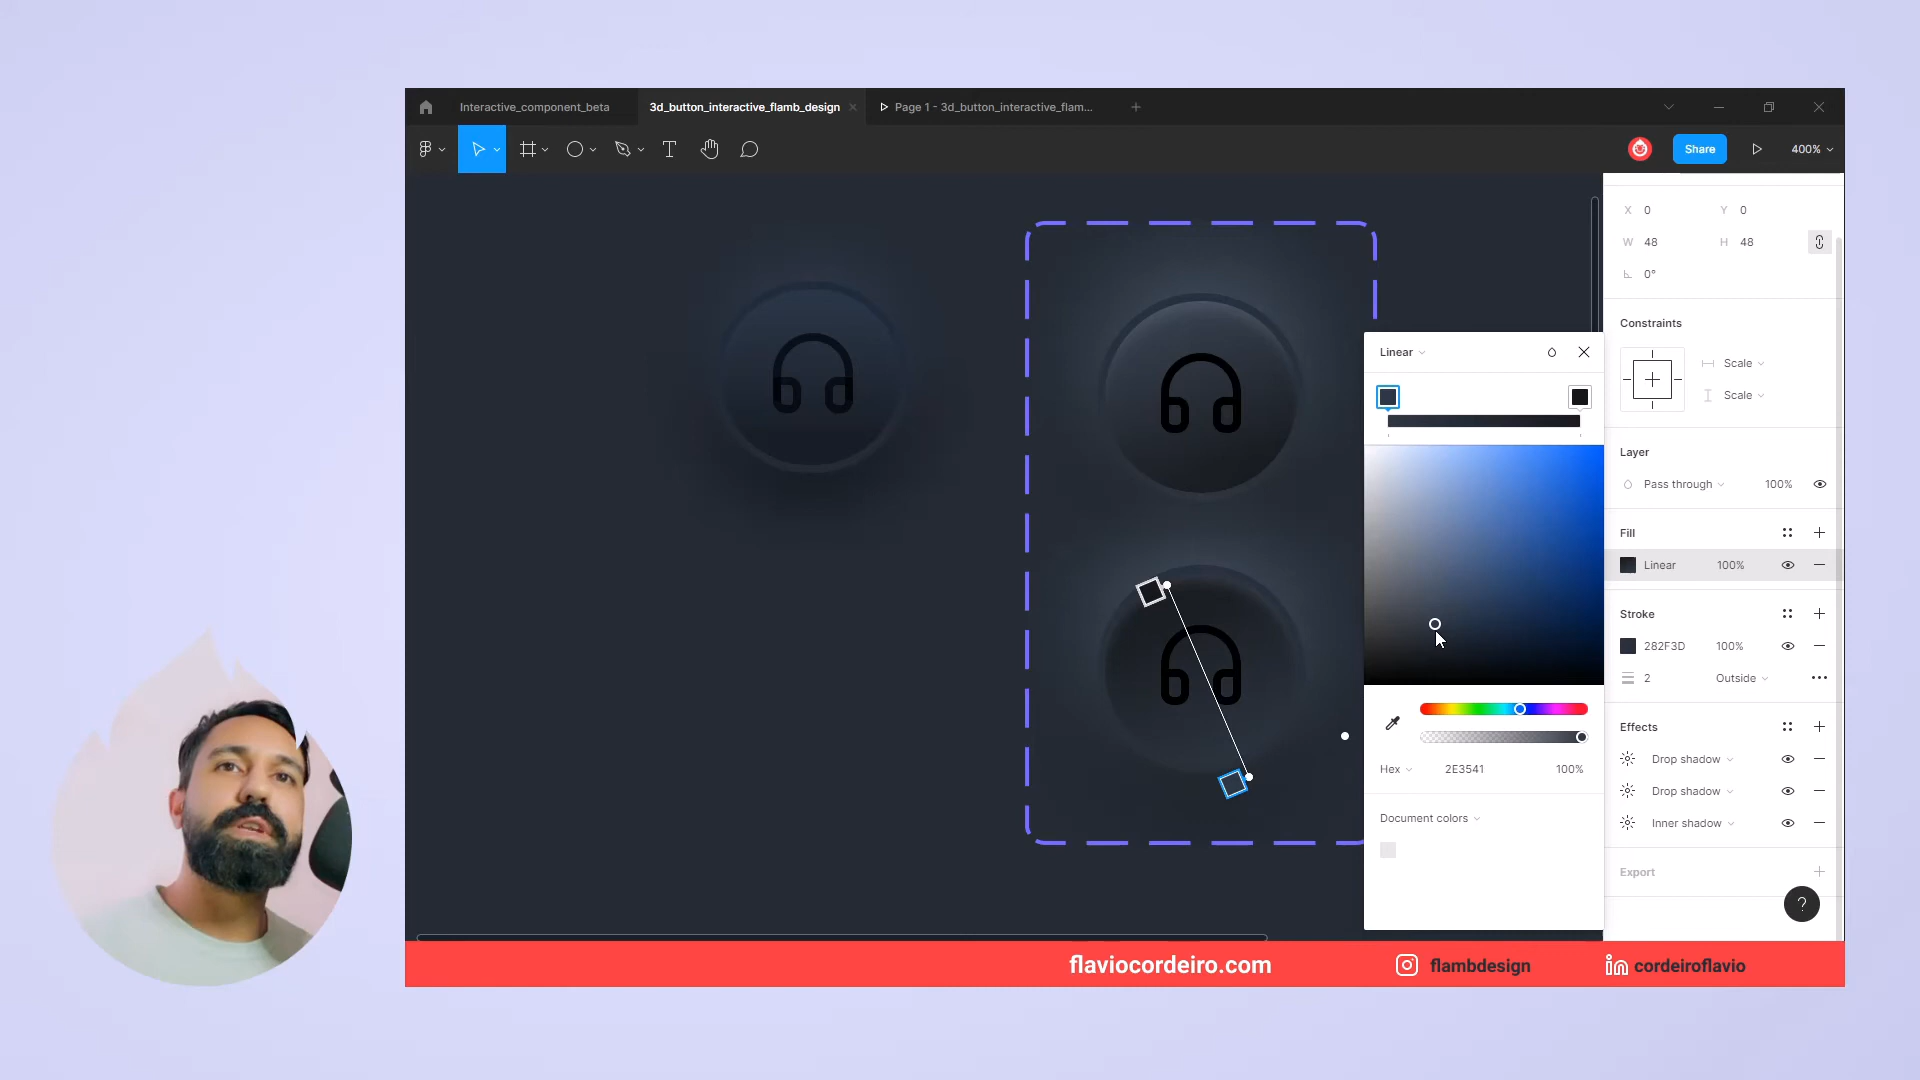 Interactive_component_beta
3d_button_interactive_flamb_design
Page 1 - 3d_button_interactive_flam...
Share
400%
X 0
Y 0
W 48
H 48
0°
Constraints
Scale
Scale
Layer
Pass through 100%
Fill
Linear 100%
Stroke
282F3D 100%
2 Outside
Effects
Drop shadow
Drop shadow
Inner shadow
Export
?
Linear
Hex 2E3541 100%
Document colors
flaviocordeiro.com
flambdesign
in cordeiroflavio